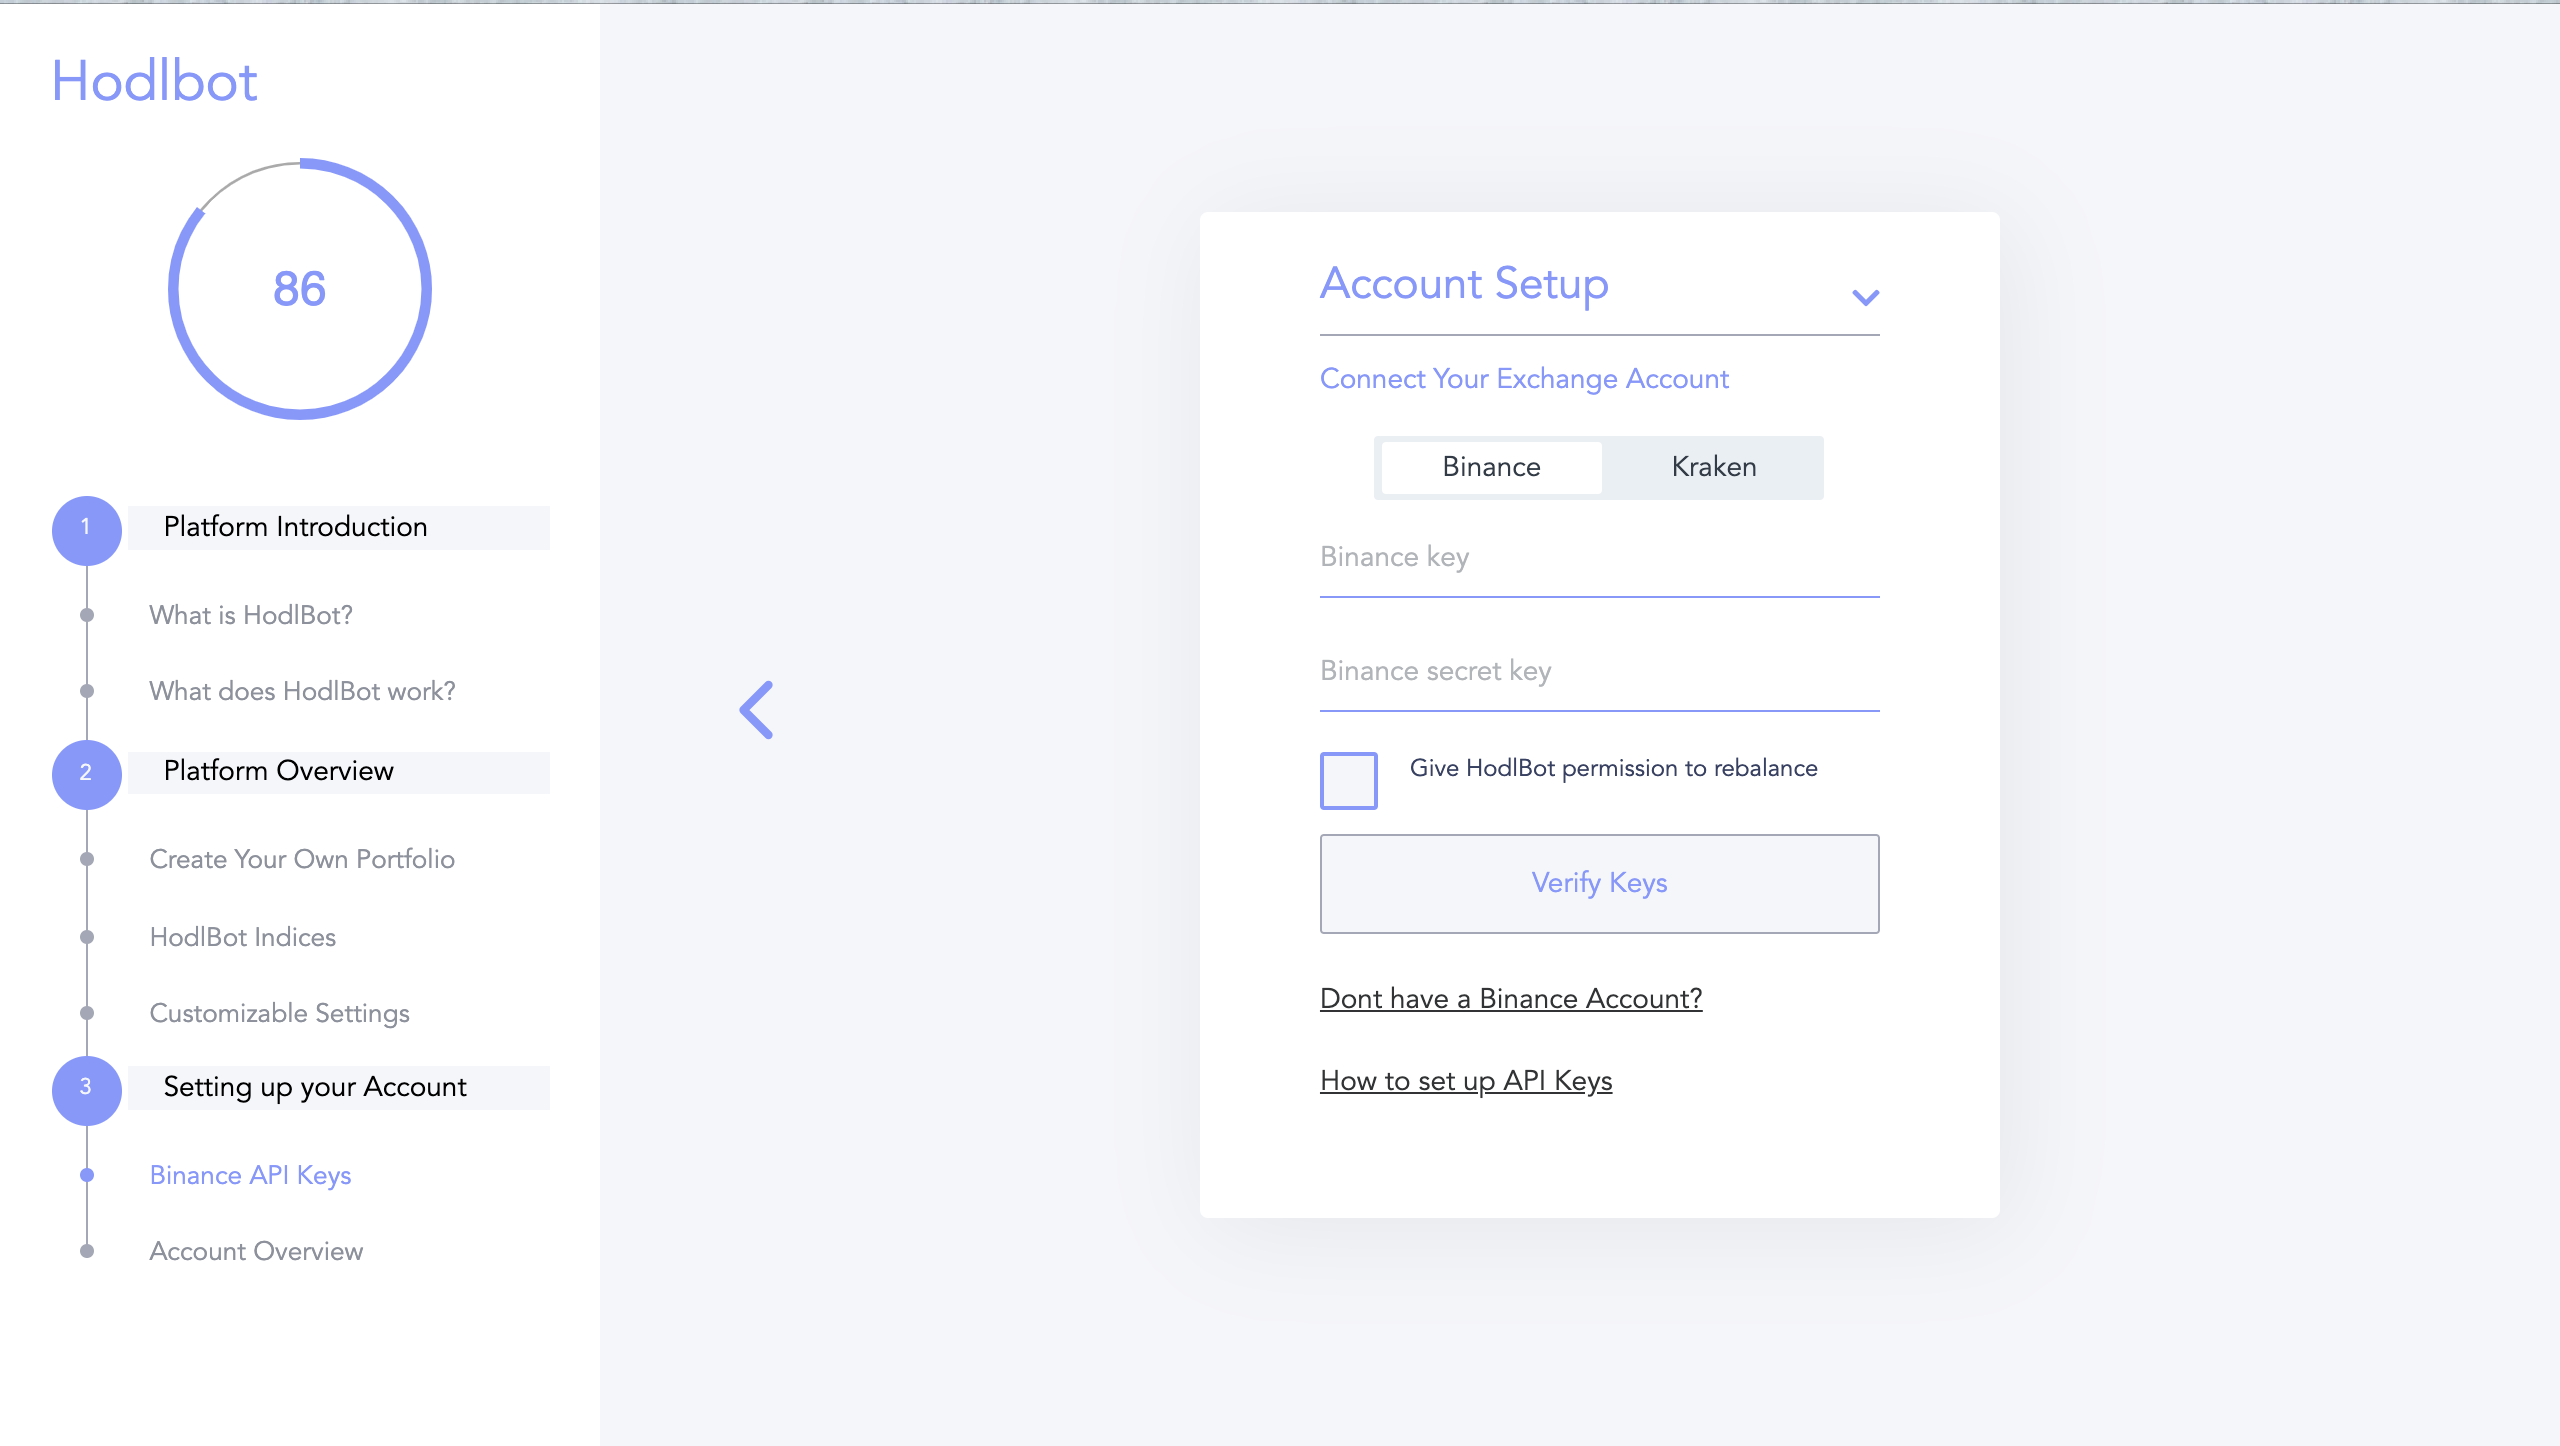 Hodlbot
86
1
Platform Introduction
What is HodlBot?
What does HodlBot work?
2
Platform Overview
Create Your Own Portfolio
HodlBot Indices
Customizable Settings
3
Setting up your Account
Binance API Keys
Account Overview
Account Setup
Connect Your Exchange Account
Binance
Kraken
Binance key
Binance secret key
Give HodlBot permission to rebalance
Verify Keys
Dont have a Binance Account?
How to set up API Keys